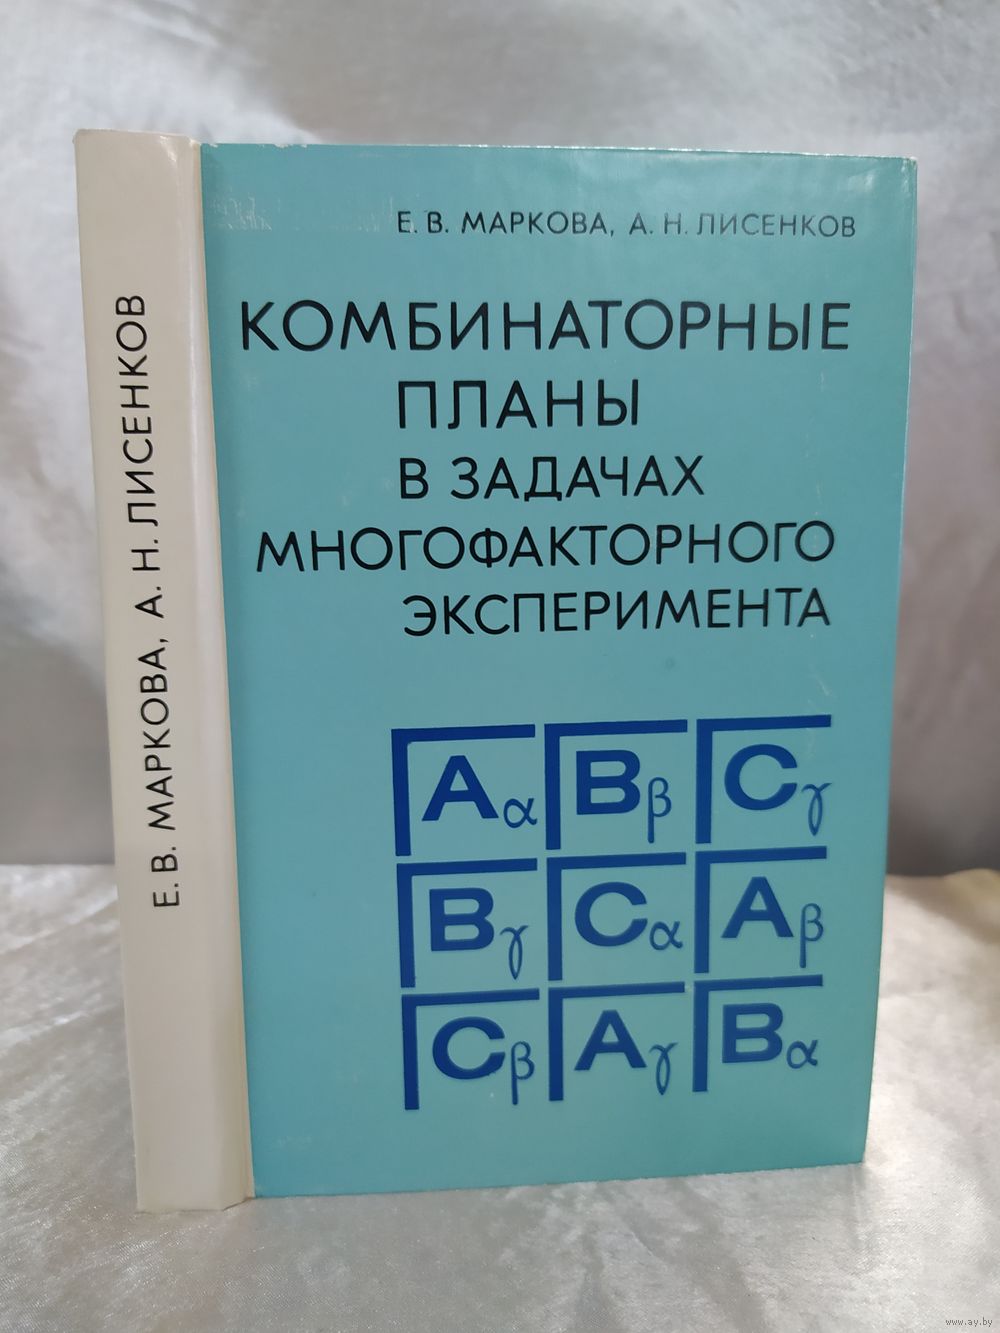 Е. В. МАРКОВА, А. Н. ЛИСЕНКОВ
Е. В. МАРКОВА, А. Н. ЛИСЕНКОВ
КОМБИНАТОРНЫЕ
ПЛАНЫ
В ЗАДАЧАХ
МНОГОФАКТОРНОГО
ЭКСПЕРИМЕНТА
Aα Bβ Cγ
Bγ Cα Aβ
Cβ Aγ Bα
www.ay.by